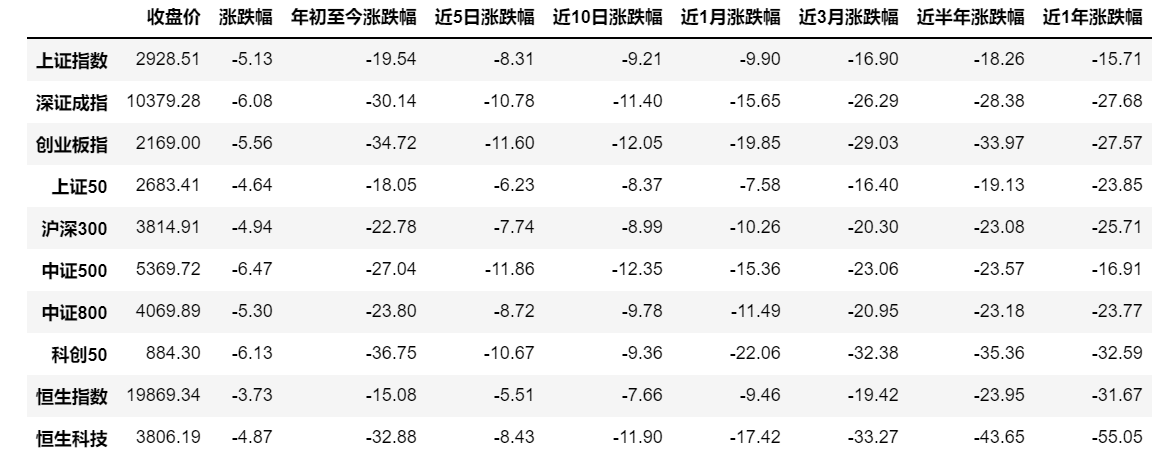 收盘价 涨跌幅 年初至今涨跌幅 近5日涨跌幅 近10日涨跌幅 近1月涨跌幅 近3月涨跌幅 近半年涨跌幅 近1年涨跌幅
上证指数 2928.51 -5.13 -19.54 -8.31 -9.21 -9.90 -16.90 -18.26 -15.71
深证成指 10379.28 -6.08 -30.14 -10.78 -11.40 -15.65 -26.29 -28.38 -27.68
创业板指 2169.00 -5.56 -34.72 -11.60 -12.05 -19.85 -29.03 -33.97 -27.57
上证50 2683.41 -4.64 -18.05 -6.23 -8.37 -7.58 -16.40 -19.13 -23.85
沪深300 3814.91 -4.94 -22.78 -7.74 -8.99 -10.26 -20.30 -23.08 -25.71
中证500 5369.72 -6.47 -27.04 -11.86 -12.35 -15.36 -23.06 -23.57 -16.91
中证800 4069.89 -5.30 -23.80 -8.72 -9.78 -11.49 -20.95 -23.18 -23.77
科创50 884.30 -6.13 -36.75 -10.67 -9.36 -22.06 -32.38 -35.36 -32.59
恒生指数 19869.34 -3.73 -15.08 -5.51 -7.66 -9.46 -19.42 -23.95 -31.67
恒生科技 3806.19 -4.87 -32.88 -8.43 -11.90 -17.42 -33.27 -43.65 -55.05